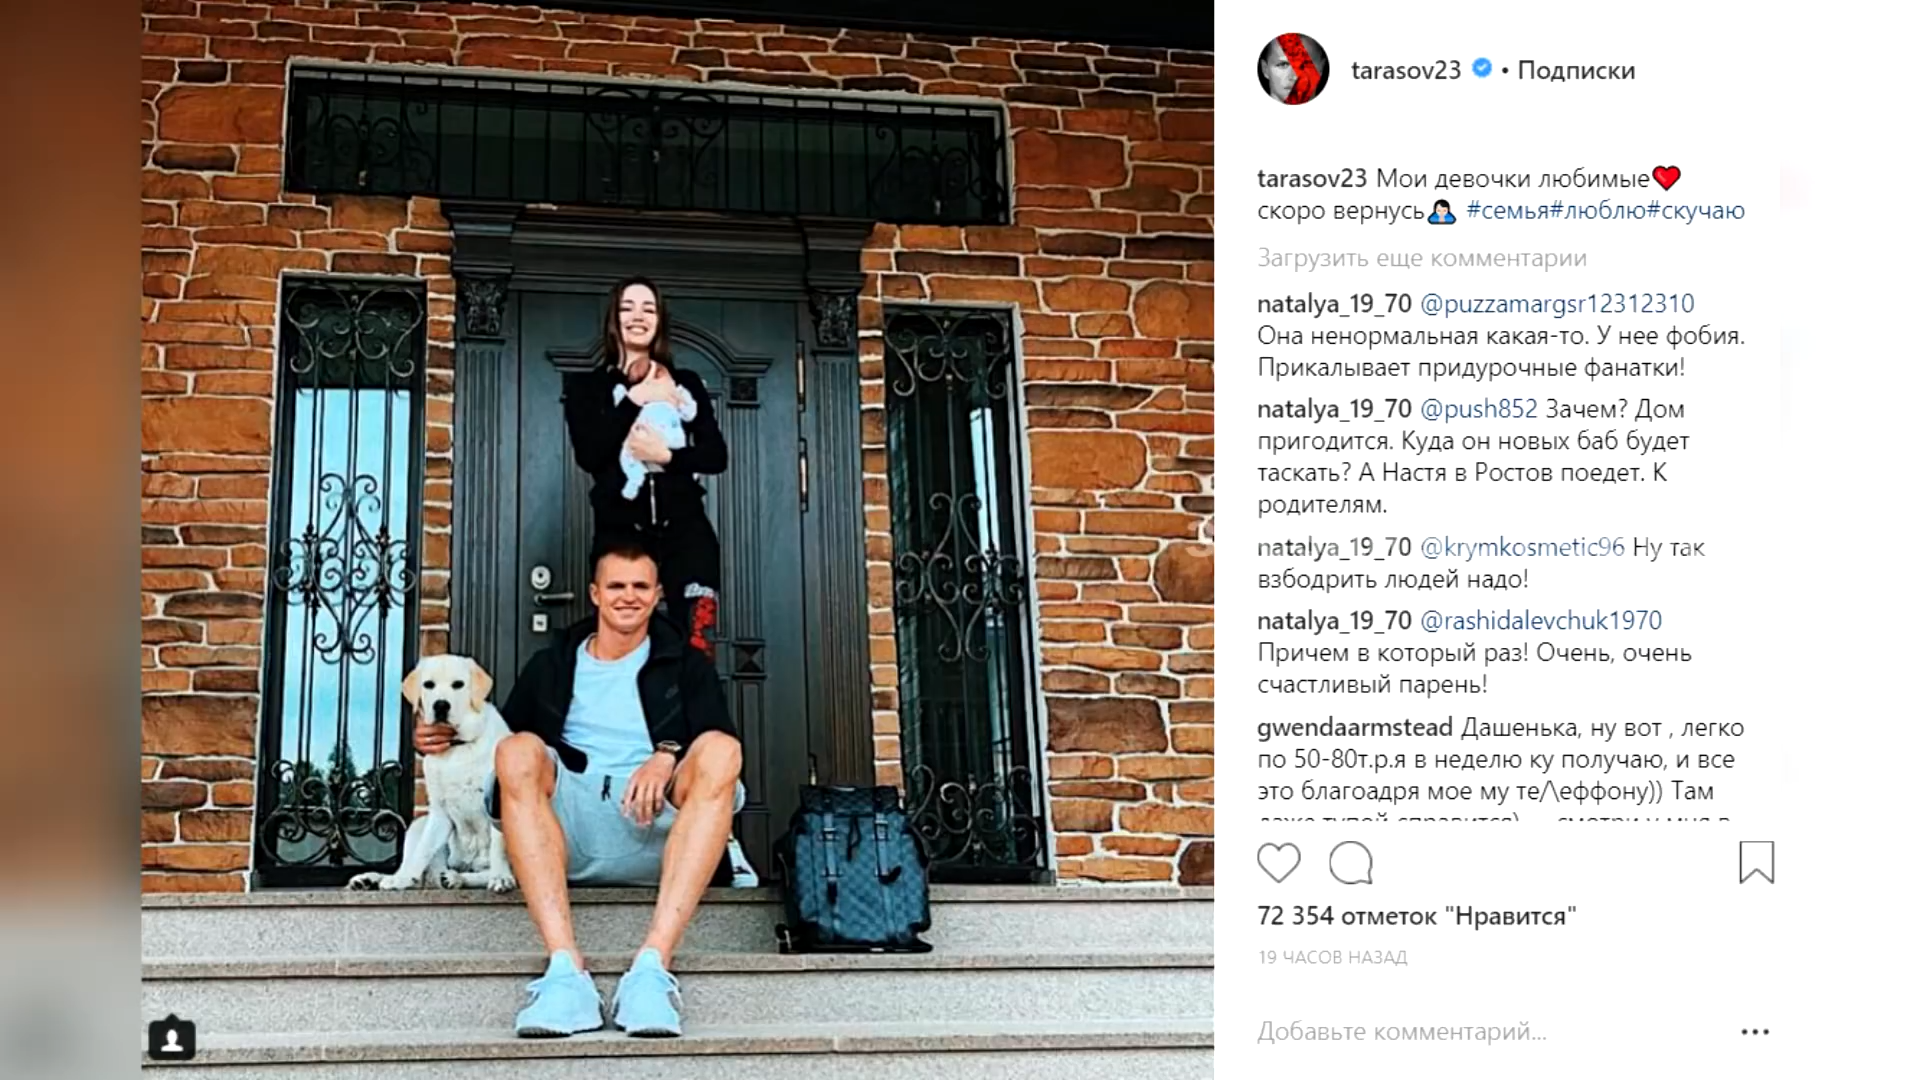 tarasov23 • Подписки
tarasov23 Мои девочки любимые❤
скоро вернусь🙇🏻‍♂️ #семья#люблю#скучаю
Загрузить еще комментарии
natalya_19_70 @puzzamargsr12312310
Она ненормальная какая-то. У нее фобия.
Прикалывает придурочные фанатки!
natalya_19_70 @push852 Зачем? Дом
пригодится. Куда он новых баб будет
таскать? А Настя в Ростов поедет. К
родителям.
natalya_19_70 @krymkosmetic96 Ну так
взбодрить людей надо!
natalya_19_70 @rashidalevchuk1970
Причем в который раз! Очень, очень
счастливый парень!
gwendaarmstead Дашенька, ну вот , легко
по 50-80т.р.я в неделю ку получаю, и все
это благоадря мое му те/\еффону)) Там
даже тупой справится)
72 354 отметок "Нравится"
19 ЧАСОВ НАЗАД
Добавьте комментарий...